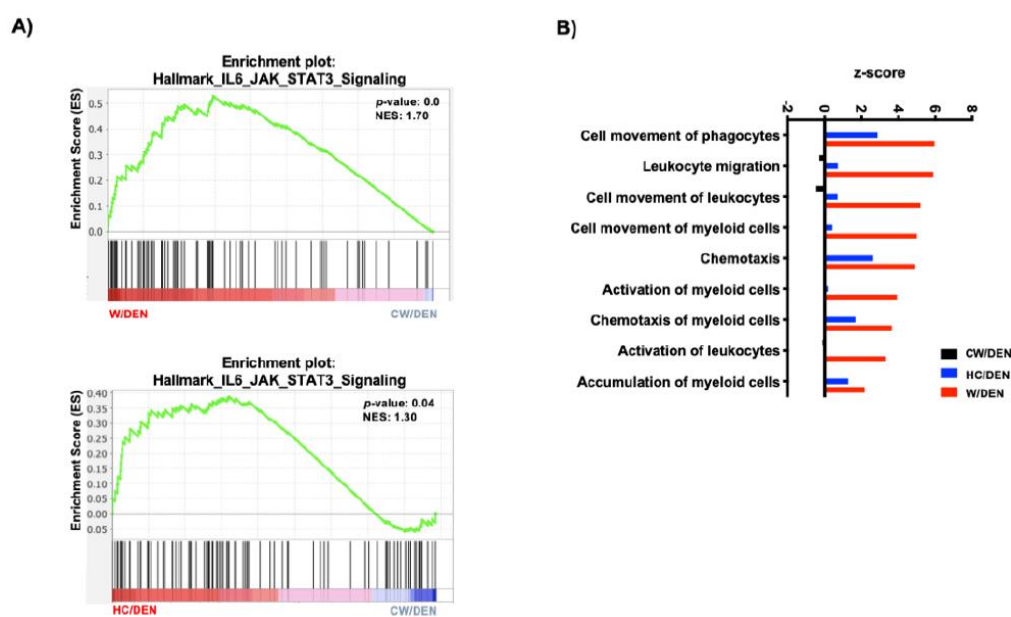 A)
Enrichment plot:
Hallmark_IL6_JAK_STAT3_Signaling
p-value: 0.0
NES: 1.70
Enrichment Score (ES)
0.5
0.4
0.3
0.2
0.1
0.0
W/DEN
CW/DEN
Enrichment plot:
Hallmark_IL6_JAK_STAT3_Signaling
p-value: 0.04
NES: 1.30
Enrichment Score (ES)
0.40
0.35
0.30
0.25
0.20
0.15
0.10
0.05
0.00
0.05
HC/DEN
CW/DEN
B)
z-score
-2
0
2
4
6
8
Cell movement of phagocytes
Leukocyte migration
Cell movement of leukocytes
Cell movement of myeloid cells
Chemotaxis
Activation of myeloid cells
Chemotaxis of myeloid cells
Activation of leukocytes
Accumulation of myeloid cells
CW/DEN
HC/DEN
W/DEN